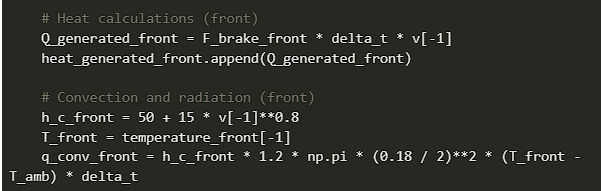 # Heat calculations (front)
Q_generated_front = F_brake_front * delta_t * v[-1]
heat_generated_front.append(Q_generated_front)
# Convection and radiation (front)
h_c_front = 50 + 15 * v[-1]**0.8
T_front = temperature_front[-1]
q_conv_front = h_c_front * 1.2 * np.pi * (0.18 / 2)**2 * (T_front -
T_amb) * delta_t